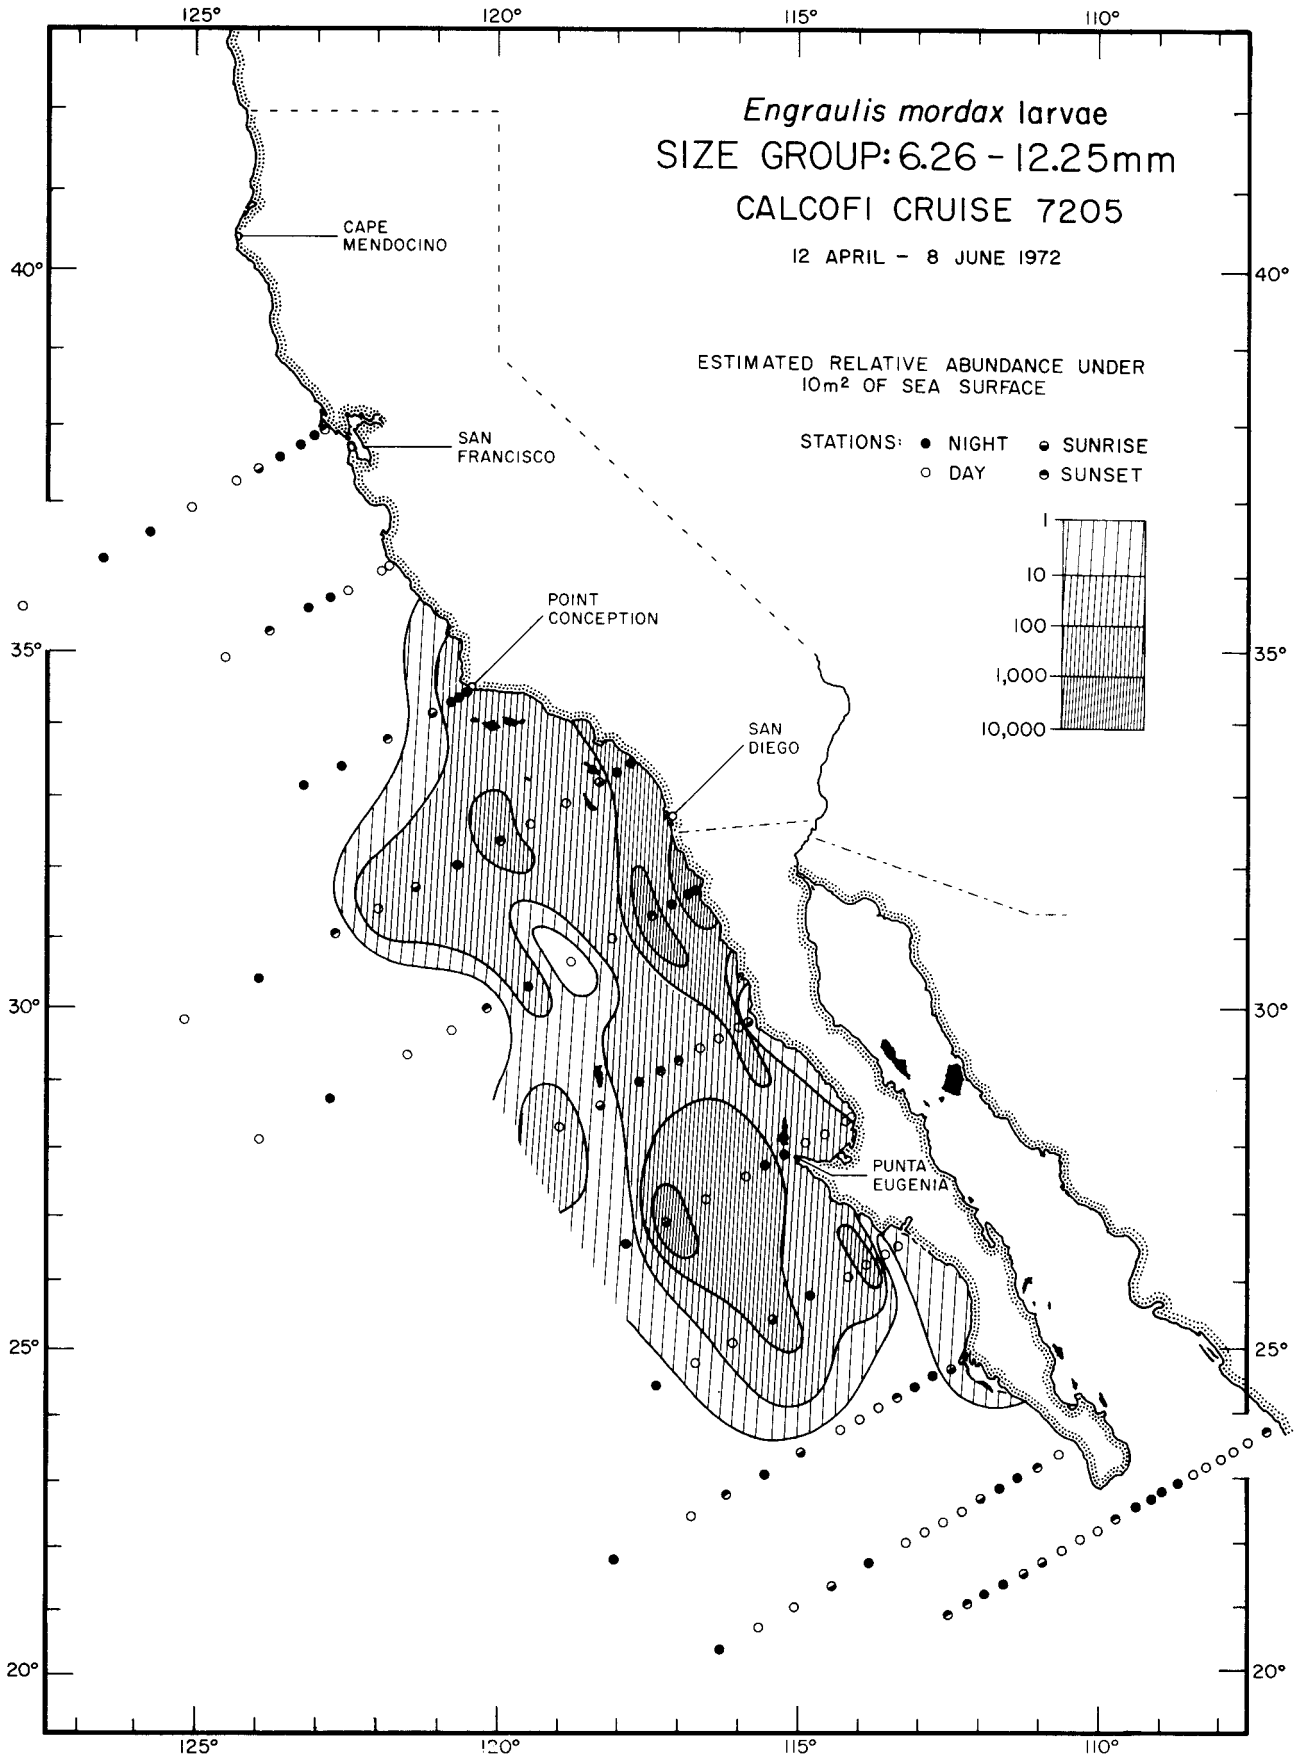 125° 120° 115° 110°
Engraulis mordax larvae
SIZE GROUP: 6.26 - 12.25mm
CALCOFI CRUISE 7205
12 APRIL - 8 JUNE 1972
CAPE
MENDOCINO
40° 40°
ESTIMATED RELATIVE ABUNDANCE UNDER
10m² OF SEA SURFACE
STATIONS: ● NIGHT SUNRISE
○ DAY SUNSET
SAN
FRANCISCO
1
10
100
1,000
10,000
POINT
CONCEPTION
35° 35°
SAN
DIEGO
30° 30°
PUNTA
EUGENIA
25° 25°
20° 20°
125° 120° 115° 110°